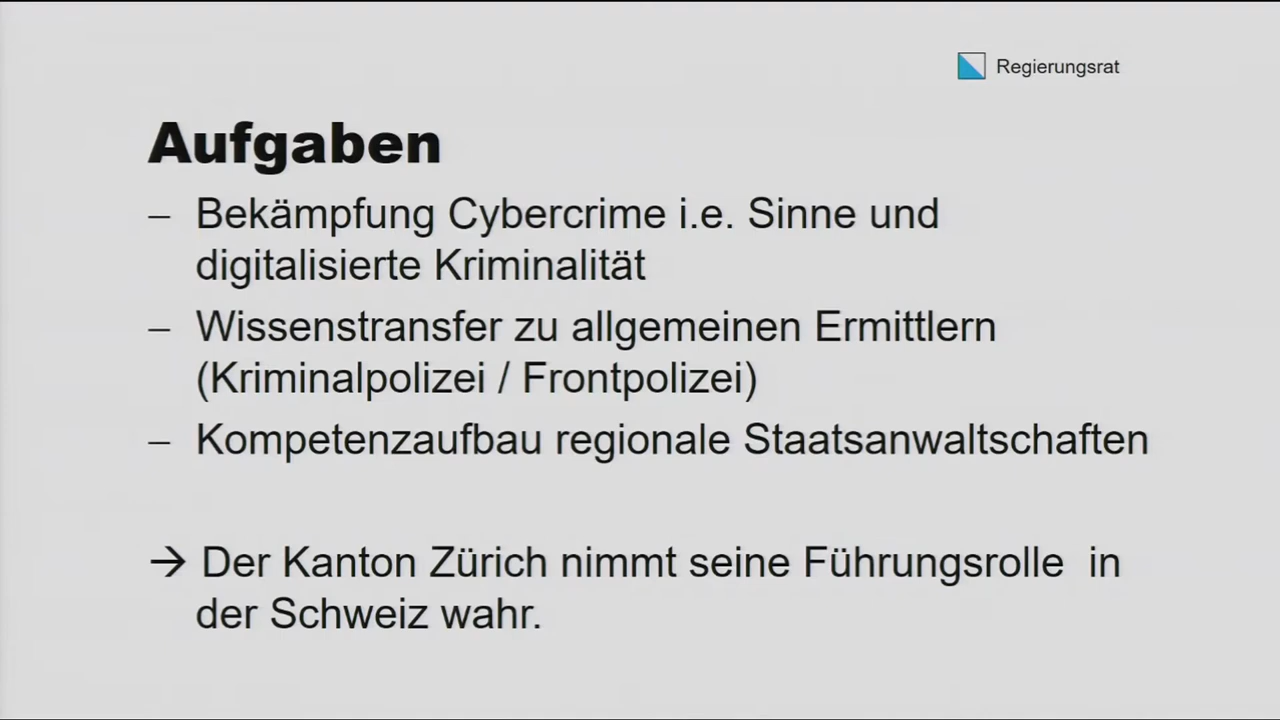 Regierungsrat
Aufgaben
– Bekämpfung Cybercrime i.e. Sinne und
digitalisierte Kriminalität
– Wissenstransfer zu allgemeinen Ermittlern
(Kriminalpolizei / Frontpolizei)
– Kompetenzaufbau regionale Staatsanwaltschaften
→ Der Kanton Zürich nimmt seine Führungsrolle  in
der Schweiz wahr.